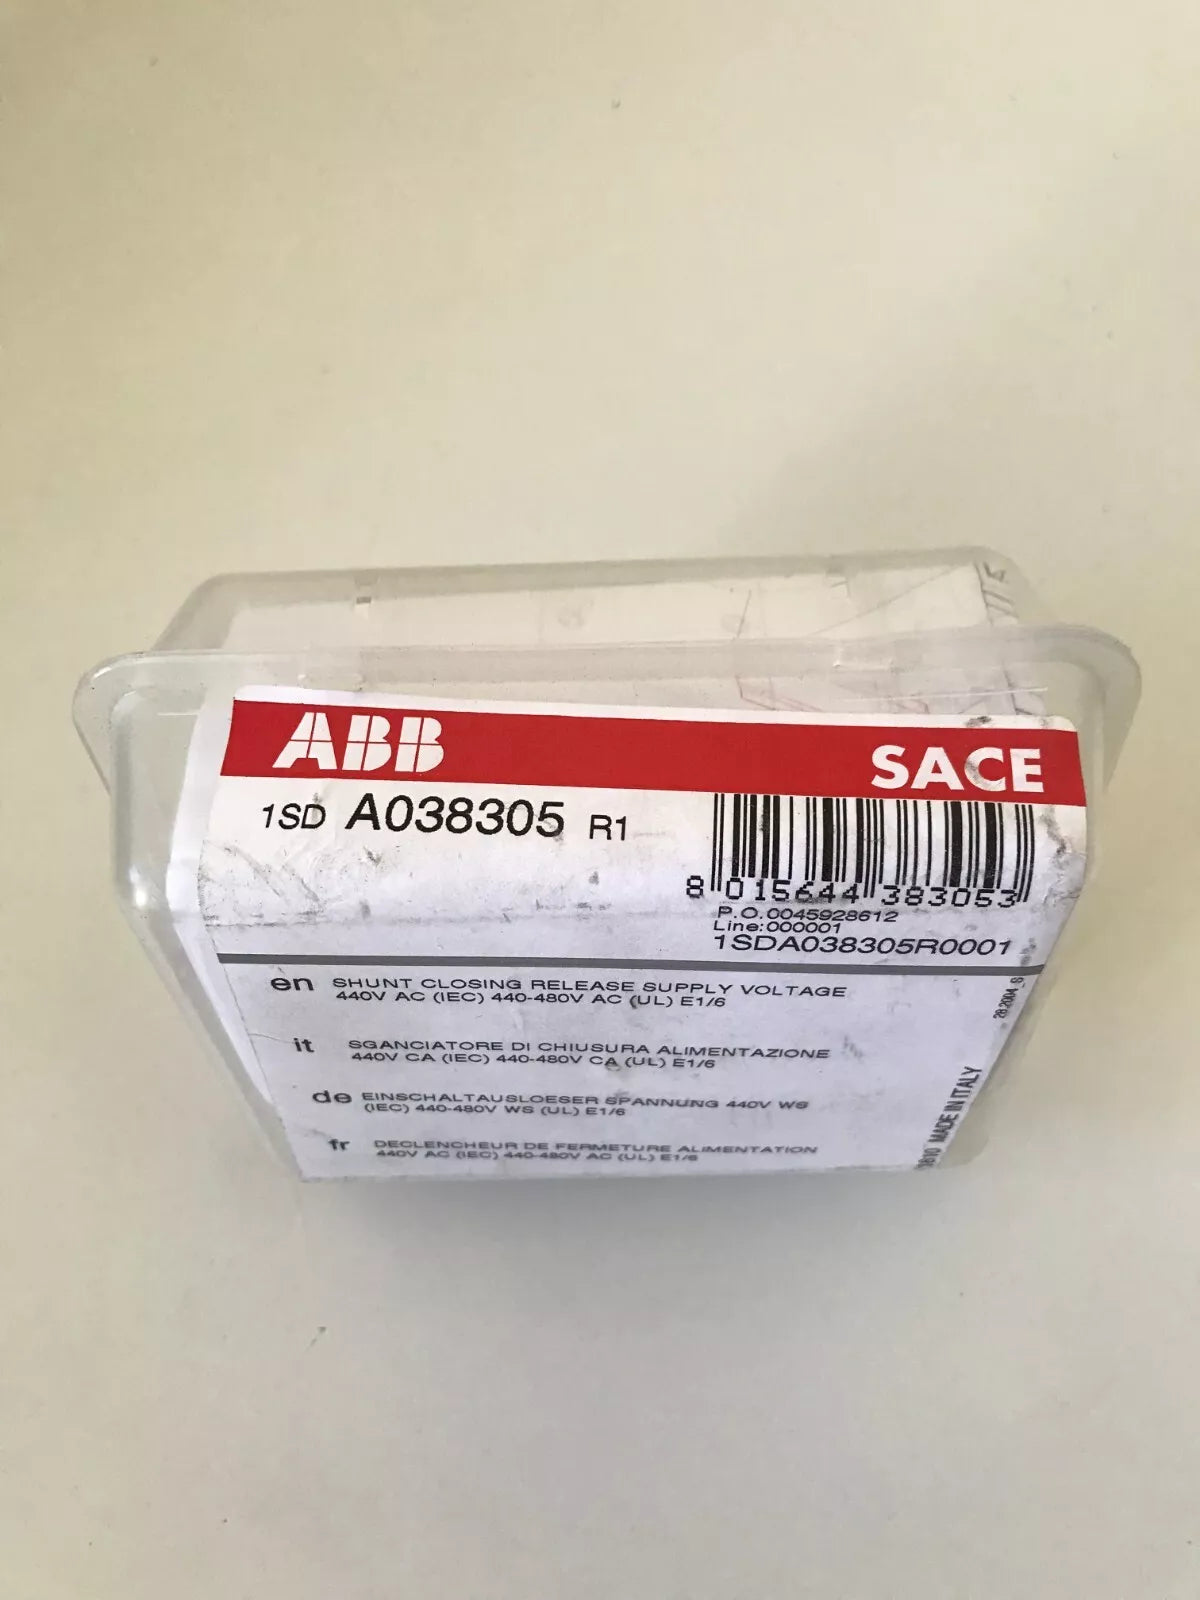 ABB SACE
1SD A038305 R1
8 015644 383053
P.O.0045928612
Line:000001
1SDA038305R0001
en SHUNT CLOSING RELEASE SUPPLY VOLTAGE
440V AC (IEC) 440-480V AC (UL) E1/6
it SGANCIATORE DI CHIUSURA ALIMENTAZIONE
440V CA (IEC) 440-480V CA (UL) E1/6
de EINSCHALTAUSLOESER SPANNUNG 440V WS
(IEC) 440-480V WS (UL) E1/6
fr DECLENCHEUR DE FERMETURE ALIMENTATION
440V AC (IEC) 440-480V AC (UL) E1/6
MADE IN ITALY